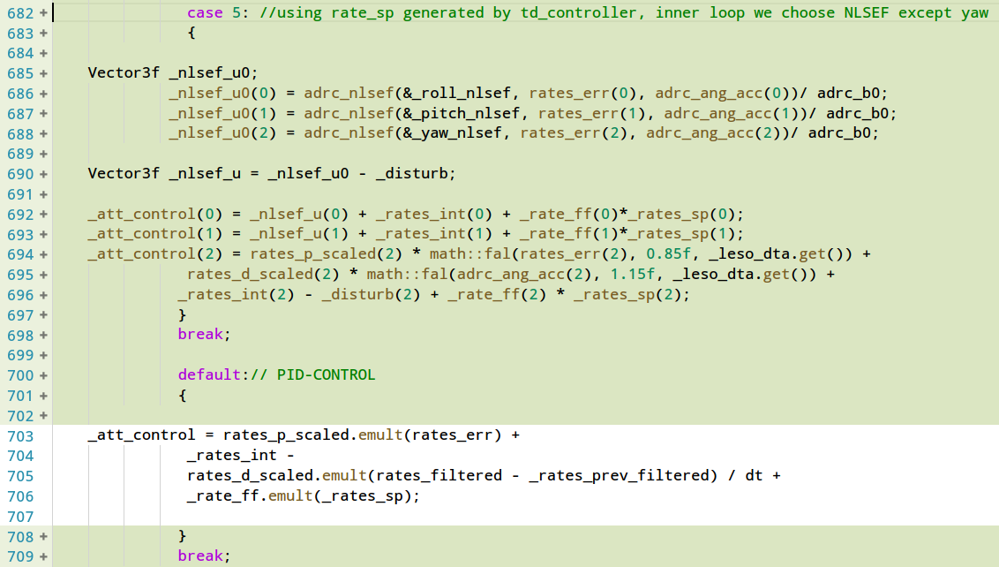 682 + case 5: //using rate_sp generated by td_controller, inner loop we choose NLSEF except yaw
683 + {
684 +
685 + Vector3f _nlsef_u0;
686 + _nlsef_u0(0) = adrc_nlsef(&_roll_nlsef, rates_err(0), adrc_ang_acc(0))/ adrc_b0;
687 + _nlsef_u0(1) = adrc_nlsef(&_pitch_nlsef, rates_err(1), adrc_ang_acc(1))/ adrc_b0;
688 + _nlsef_u0(2) = adrc_nlsef(&_yaw_nlsef, rates_err(2), adrc_ang_acc(2))/ adrc_b0;
689 +
690 + Vector3f _nlsef_u = _nlsef_u0 - _disturb;
691 +
692 + _att_control(0) = _nlsef_u(0) + _rates_int(0) + _rate_ff(0)*_rates_sp(0);
693 + _att_control(1) = _nlsef_u(1) + _rates_int(1) + _rate_ff(1)*_rates_sp(1);
694 + _att_control(2) = rates_p_scaled(2) * math::fal(rates_err(2), 0.85f, _leso_dta.get()) +
695 + rates_d_scaled(2) * math::fal(adrc_ang_acc(2), 1.15f, _leso_dta.get()) +
696 + _rates_int(2) - _disturb(2) + _rate_ff(2) * _rates_sp(2);
697 + }
698 + break;
699 +
700 + default:// PID-CONTROL
701 + {
702 +
703 _att_control = rates_p_scaled.emult(rates_err) +
704 _rates_int -
705 rates_d_scaled.emult(rates_filtered - _rates_prev_filtered) / dt +
706 _rate_ff.emult(_rates_sp);
707
708 + }
709 + break;